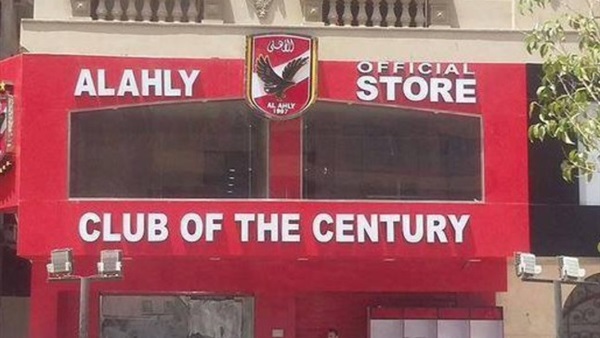 ALAHLY
الأهلي
AL AHLY
1907
OFFICIAL
STORE
CLUB OF THE CENTURY